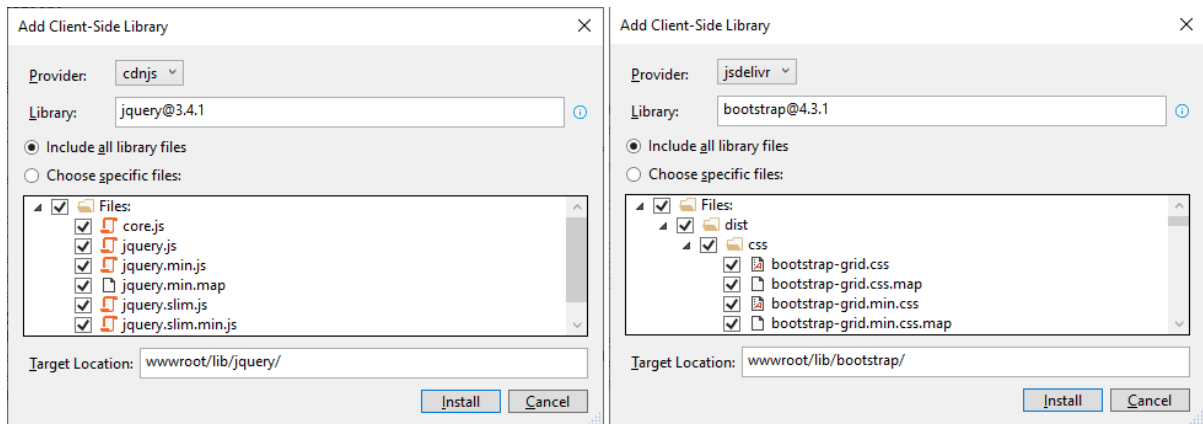 Add Client-Side Library
Provider: cdnjs
Library: jquery@3.4.1
Include all library files
Choose specific files:
Files:
core.js
jquery.js
jquery.min.js
jquery.min.map
jquery.slim.js
jquery.slim.min.js
Target Location: wwwroot/lib/jquery/
Install Cancel
Add Client-Side Library
Provider: jsdelivr
Library: bootstrap@4.3.1
Include all library files
Choose specific files:
Files:
dist
css
bootstrap-grid.css
bootstrap-grid.css.map
bootstrap-grid.min.css
bootstrap-grid.min.css.map
Target Location: wwwroot/lib/bootstrap/
Install Cancel